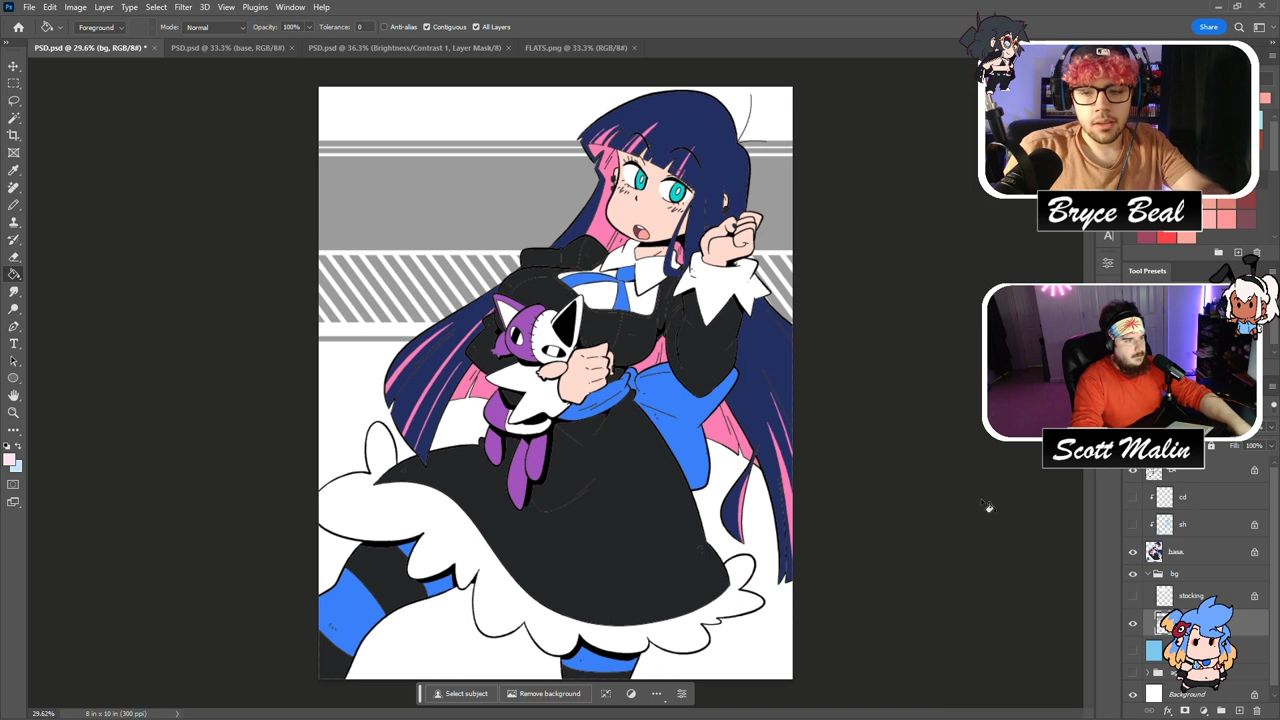 File Edit Image Layer Type Select Filter 3D View Plugins Window Help
Foreground Mode: Normal Opacity: 100% Tolerance: 0 Anti-alias Contiguous All Layers Share
PSD.psd @ 29.6% (bg, RGB/8#) * PSD.psd @ 33.3% (base, RGB/8#) PSD.psd @ 36.3% (Brightness/Contrast 1, Layer Mask/8) FLATS.png @ 33.3% (RGB/8#)
Bryce Beal
Tool Presets
Scott Malin
Fill: 100%
cd
sh
base
bg
stocking
Background
Select subject Remove background
29.62% 8 in x 10 in (300 ppi)